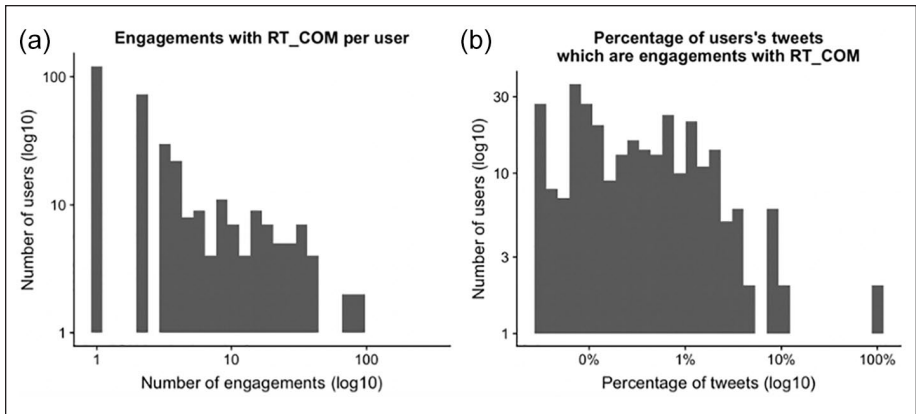 (a)
Engagements with RT_COM per user
100
10
1
Number of users (log10)
1
10
100
Number of engagements (log10)
(b)
Percentage of users's tweets
which are engagements with RT_COM
30
10
3
1
Number of users (log10)
0%
1%
10%
100%
Percentage of tweets (log10)